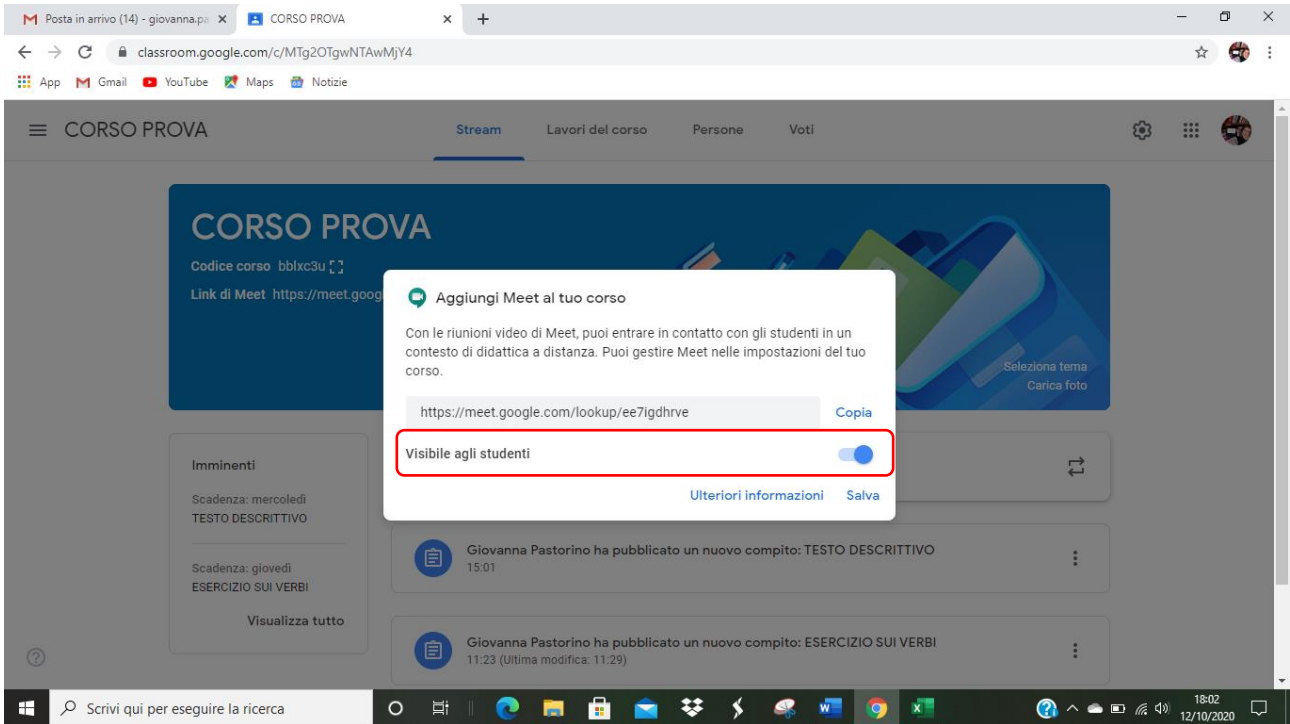 Posta in arrivo (14) - giovanna.pa
CORSO PROVA
classroom.google.com/c/MTg2OTgwNTAwMjY4
App Gmail YouTube Maps Notizie
CORSO PROVA
Stream Lavori del corso Persone Voti
CORSO PROVA
Codice corso bblxc3u
Link di Meet https://meet.goog
Seleziona tema
Carica foto
Aggiungi Meet al tuo corso
Con le riunioni video di Meet, puoi entrare in contatto con gli studenti in un
contesto di didattica a distanza. Puoi gestire Meet nelle impostazioni del tuo
corso.
https://meet.google.com/lookup/ee7igdhrve Copia
Visibile agli studenti
Ulteriori informazioni Salva
Imminenti
Scadenza: mercoledì
TESTO DESCRITTIVO
Scadenza: giovedì
ESERCIZIO SUI VERBI
Visualizza tutto
Giovanna Pastorino ha pubblicato un nuovo compito: TESTO DESCRITTIVO
15:01
Giovanna Pastorino ha pubblicato un nuovo compito: ESERCIZIO SUI VERBI
11:23 (Ultima modifica: 11:29)
Scrivi qui per eseguire la ricerca
18:02
12/10/2020